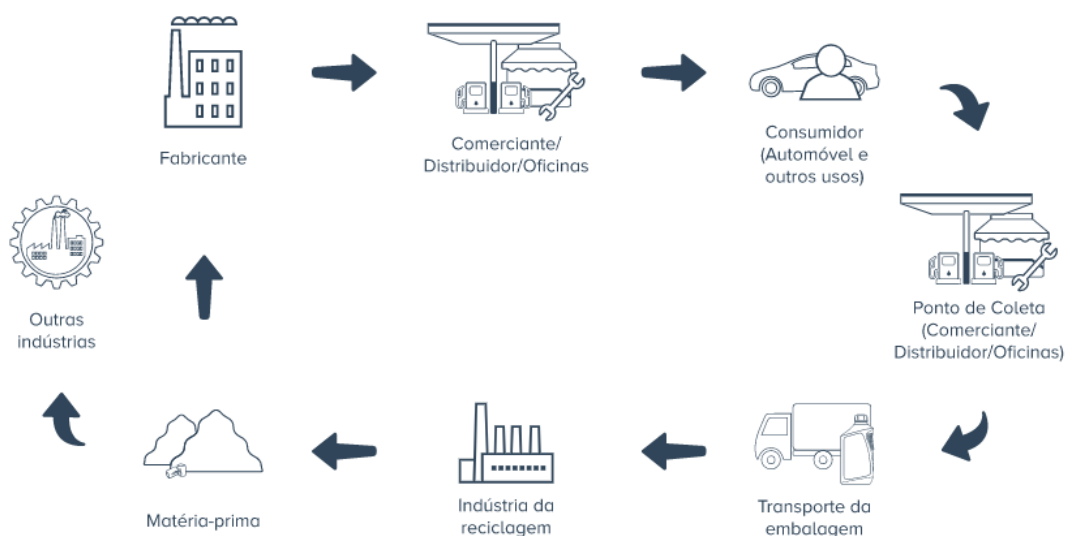 Fabricante
Comerciante/
Distribuidor/Oficinas
Consumidor
(Automóvel e
outros usos)
Ponto de Coleta
(Comerciante/
Distribuidor/Oficinas)
Transporte da
embalagem
Indústria da
reciclagem
Matéria-prima
Outras
indústrias